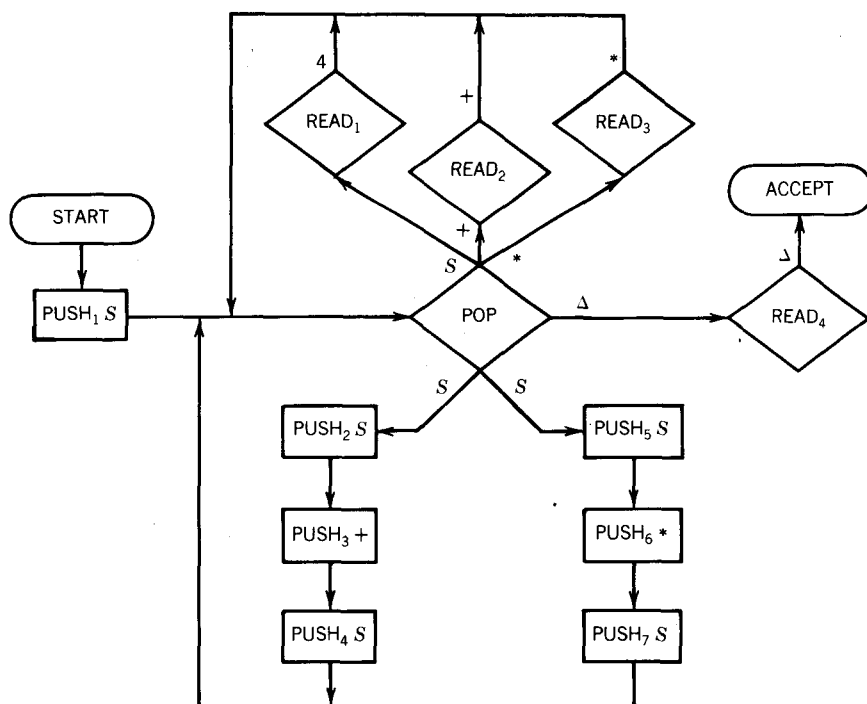 4
*
+
READ₁
READ₂
READ₃
START
ACCEPT
+
S
*
Δ
PUSH₁ S
POP
Δ
READ₄
S
S
PUSH₂ S
PUSH₅ S
PUSH₃ +
PUSH₆ *
PUSH₄ S
PUSH₇ S